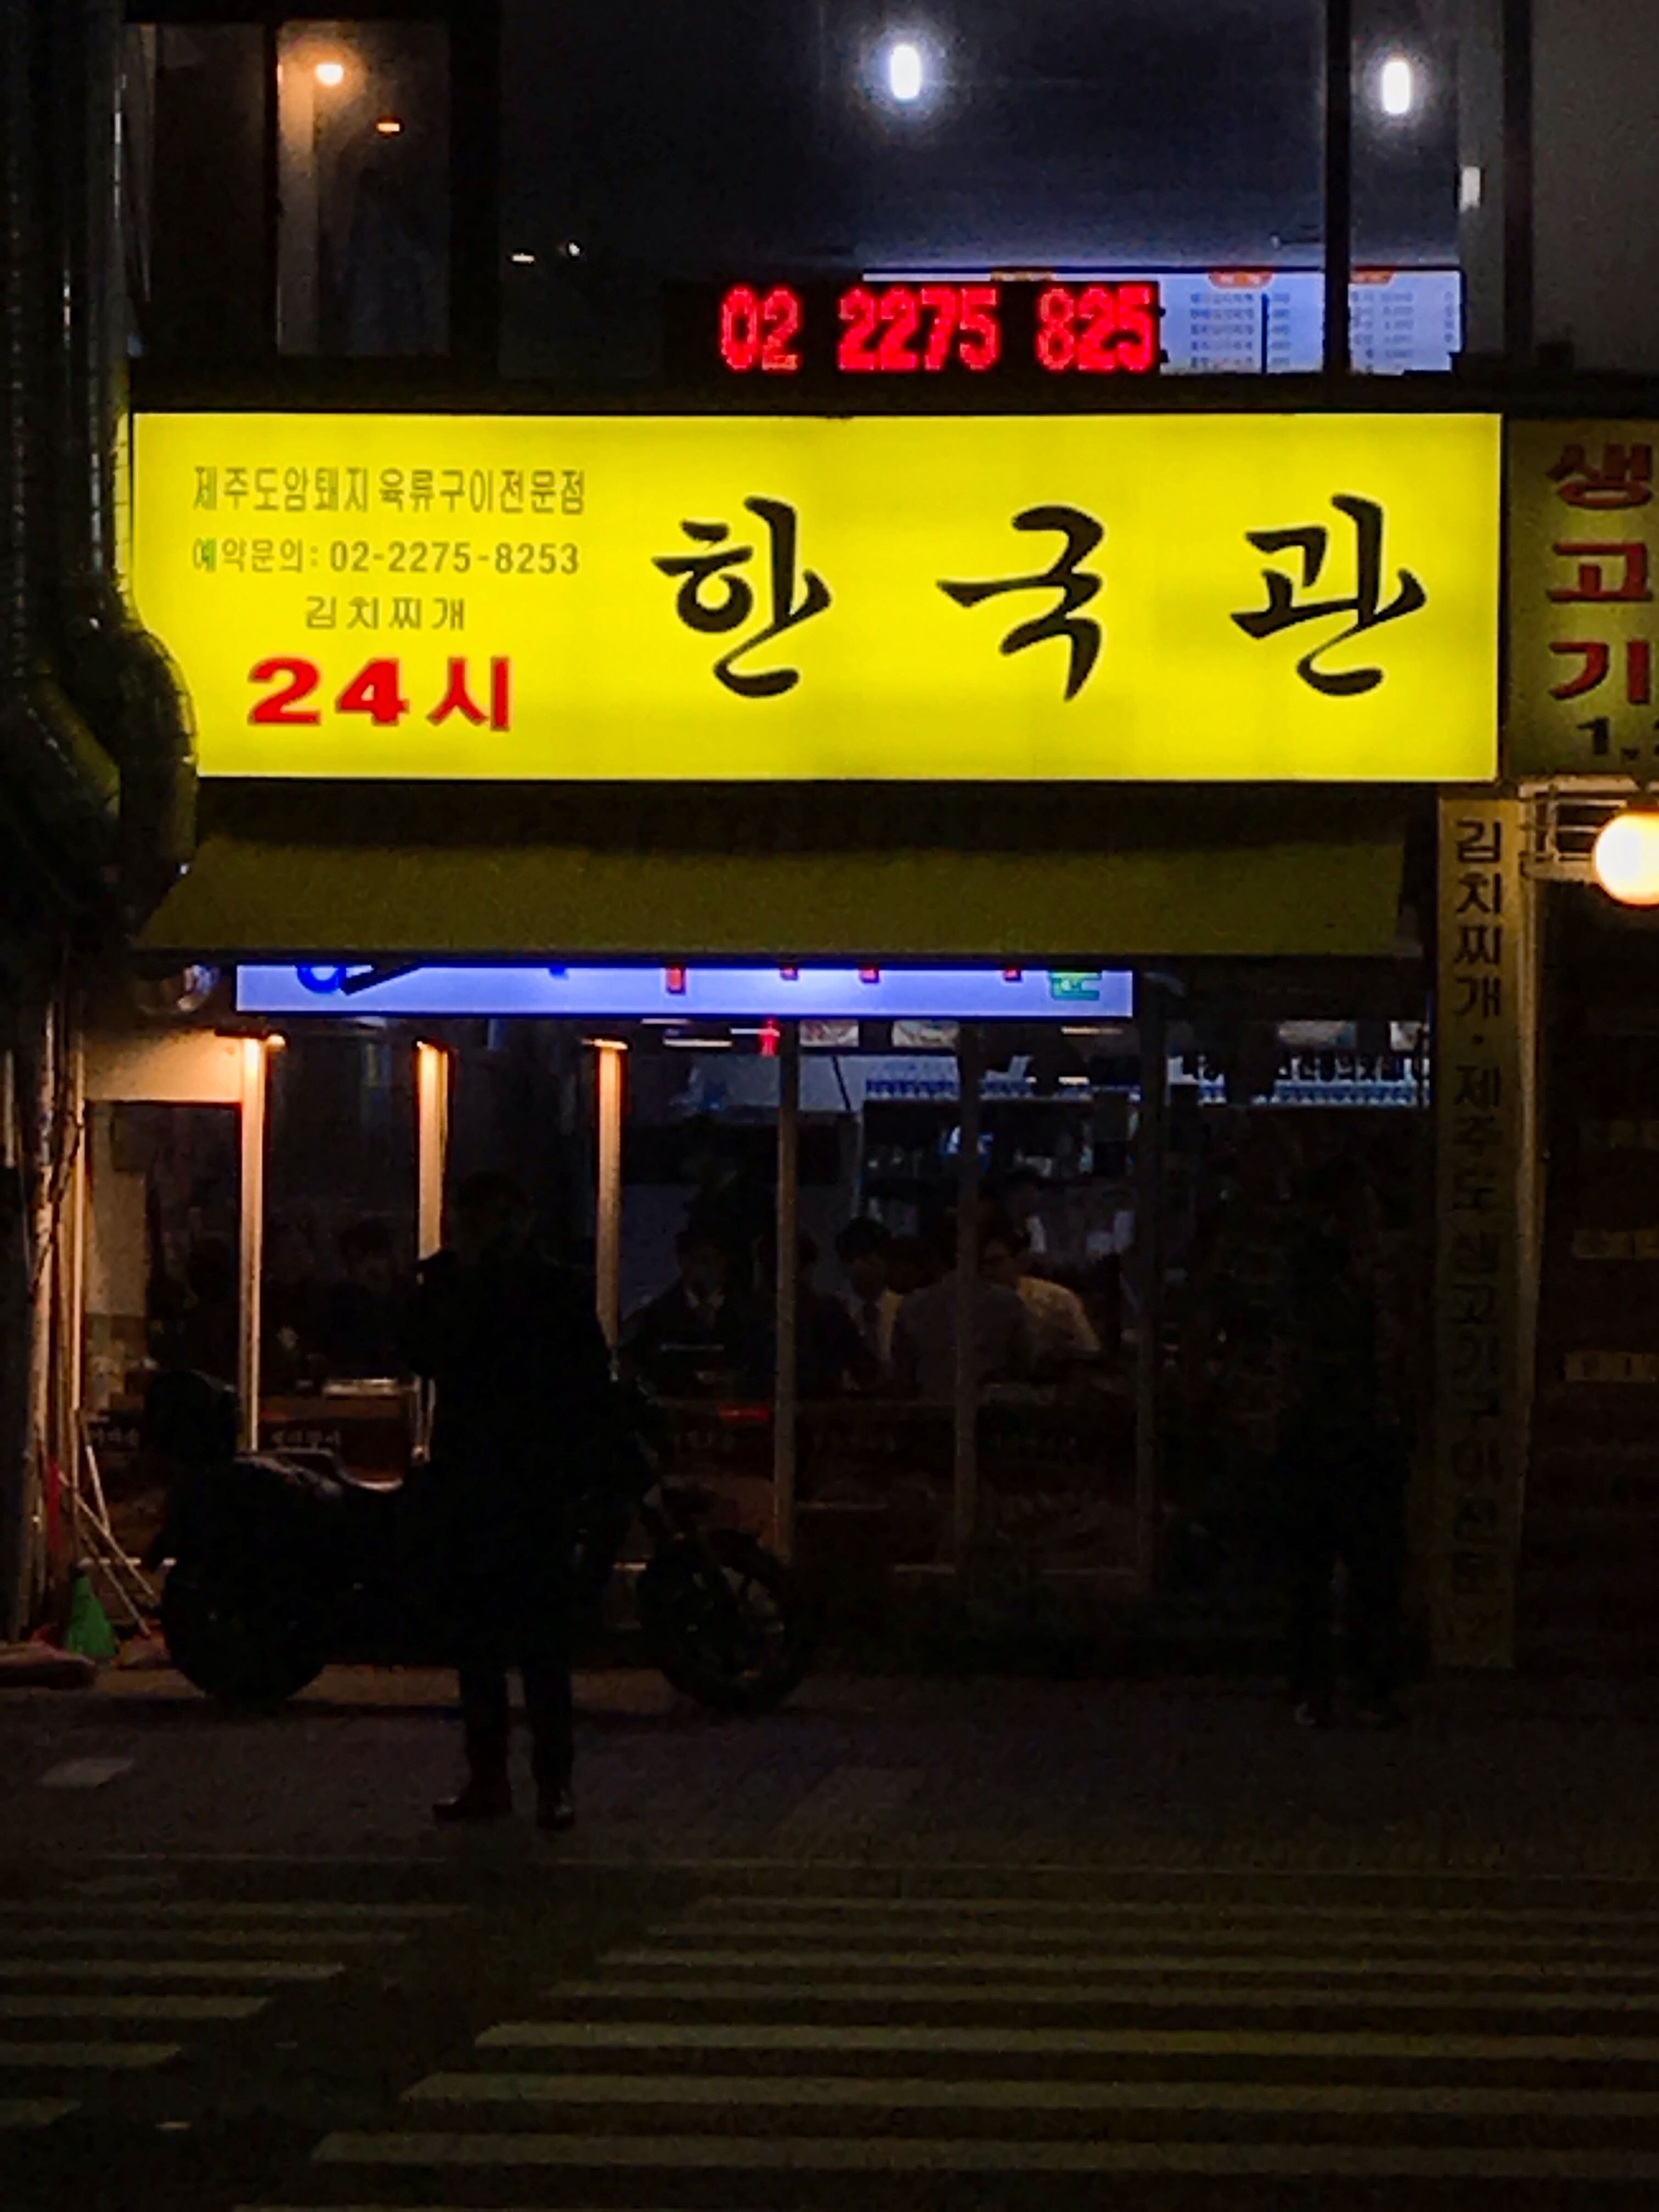 02 2275 825
제주도암퇘지 육류구이전문점
예약문의: 02-2275-8253
김치찌개
24시
한국관
생고기
김치찌개·제주도생고기구이전문점